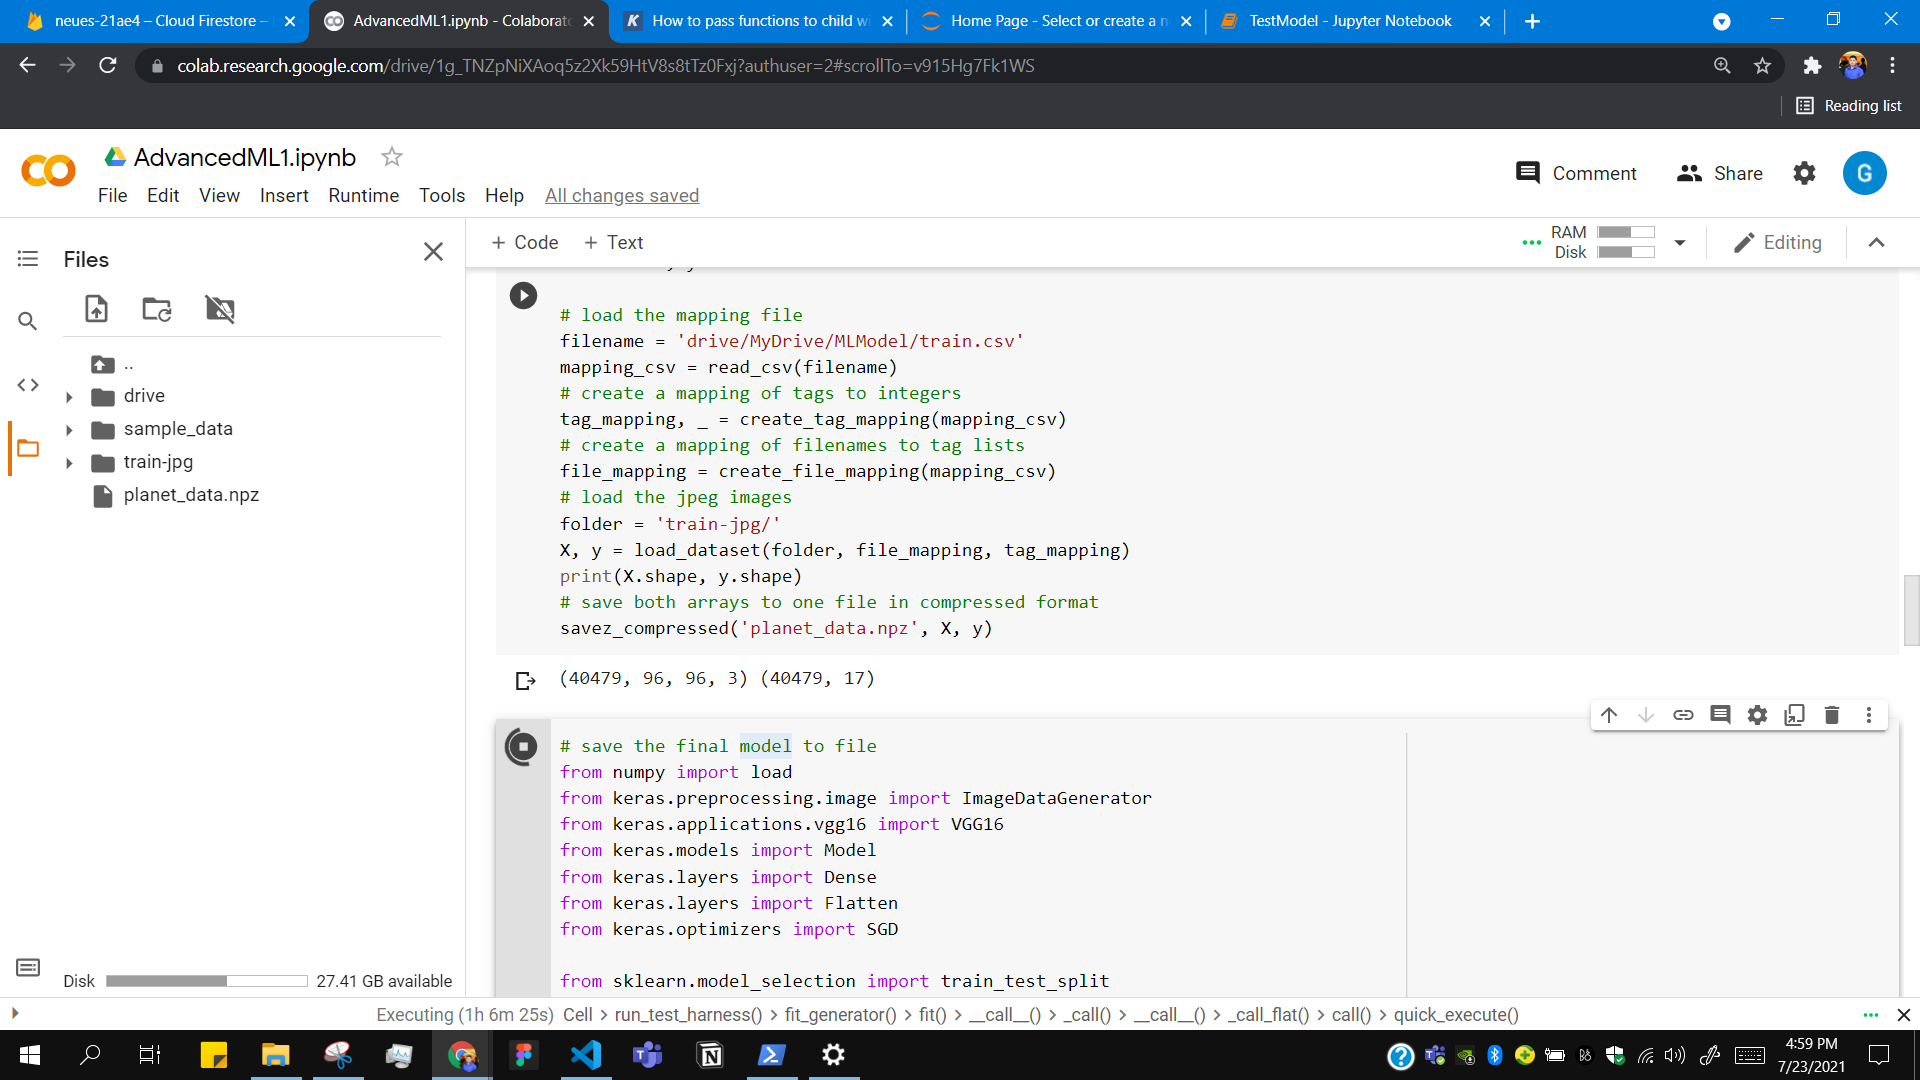 neues-21ae4 – Cloud Firestore –
AdvancedML1.ipynb - Colaborato
How to pass functions to child wi
Home Page - Select or create a n
TestModel - Jupyter Notebook
colab.research.google.com/drive/1g_TNZpNiXAoq5z2Xk59HtV8s8tTz0Fxj?authuser=2#scrollTo=v915Hg7Fk1WS
Reading list
AdvancedML1.ipynb
File Edit View Insert Runtime Tools Help All changes saved
Comment Share G
Files
+ Code + Text
RAM
Disk
Editing
..
drive
sample_data
train-jpg
planet_data.npz
# load the mapping file
filename = 'drive/MyDrive/MLModel/train.csv'
mapping_csv = read_csv(filename)
# create a mapping of tags to integers
tag_mapping, _ = create_tag_mapping(mapping_csv)
# create a mapping of filenames to tag lists
file_mapping = create_file_mapping(mapping_csv)
# load the jpeg images
folder = 'train-jpg/'
X, y = load_dataset(folder, file_mapping, tag_mapping)
print(X.shape, y.shape)
# save both arrays to one file in compressed format
savez_compressed('planet_data.npz', X, y)
(40479, 96, 96, 3) (40479, 17)
# save the final model to file
from numpy import load
from keras.preprocessing.image import ImageDataGenerator
from keras.applications.vgg16 import VGG16
from keras.models import Model
from keras.layers import Dense
from keras.layers import Flatten
from keras.optimizers import SGD
from sklearn.model_selection import train_test_split
Disk 27.41 GB available
Executing (1h 6m 25s) Cell > run_test_harness() > fit_generator() > fit() > __call__() > _call() > __call__() > _call_flat() > call() > quick_execute()
4:59 PM
7/23/2021